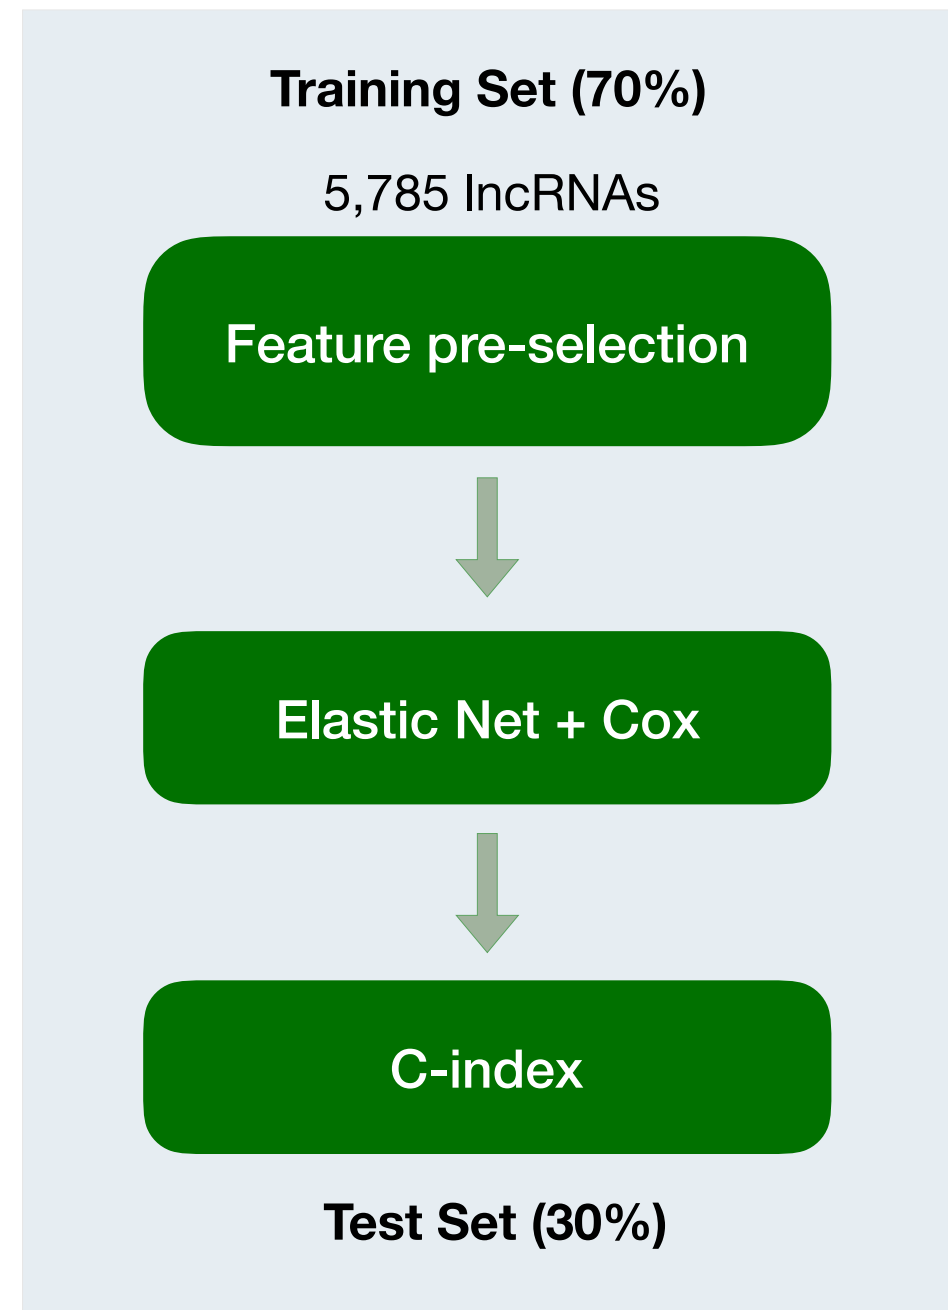 Training Set (70%)
5,785 lncRNAs
Feature pre-selection
Elastic Net + Cox
C-index
Test Set (30%)